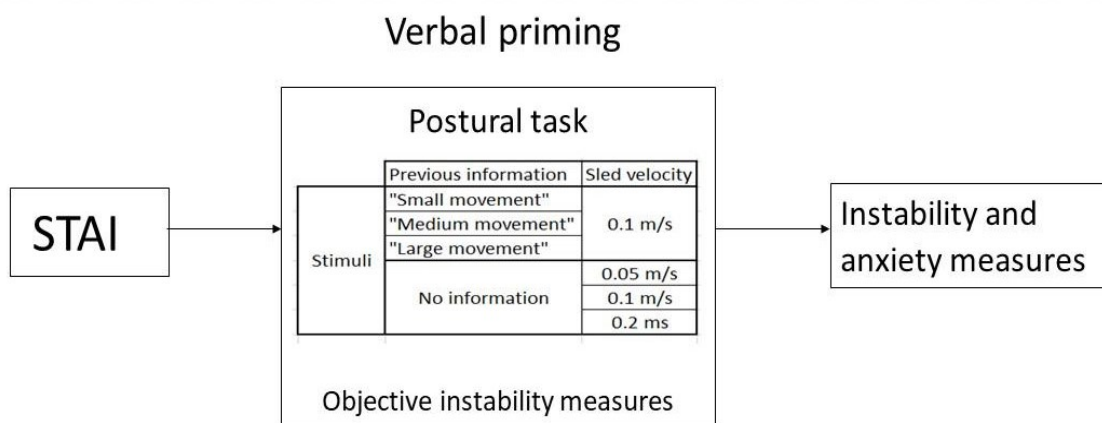 Verbal priming
STAI
Postural task
Previous information Sled velocity
Stimuli
"Small movement"
"Medium movement"
"Large movement"
0.1 m/s
No information
0.05 m/s
0.1 m/s
0.2 ms
Objective instability measures
Instability and
anxiety measures